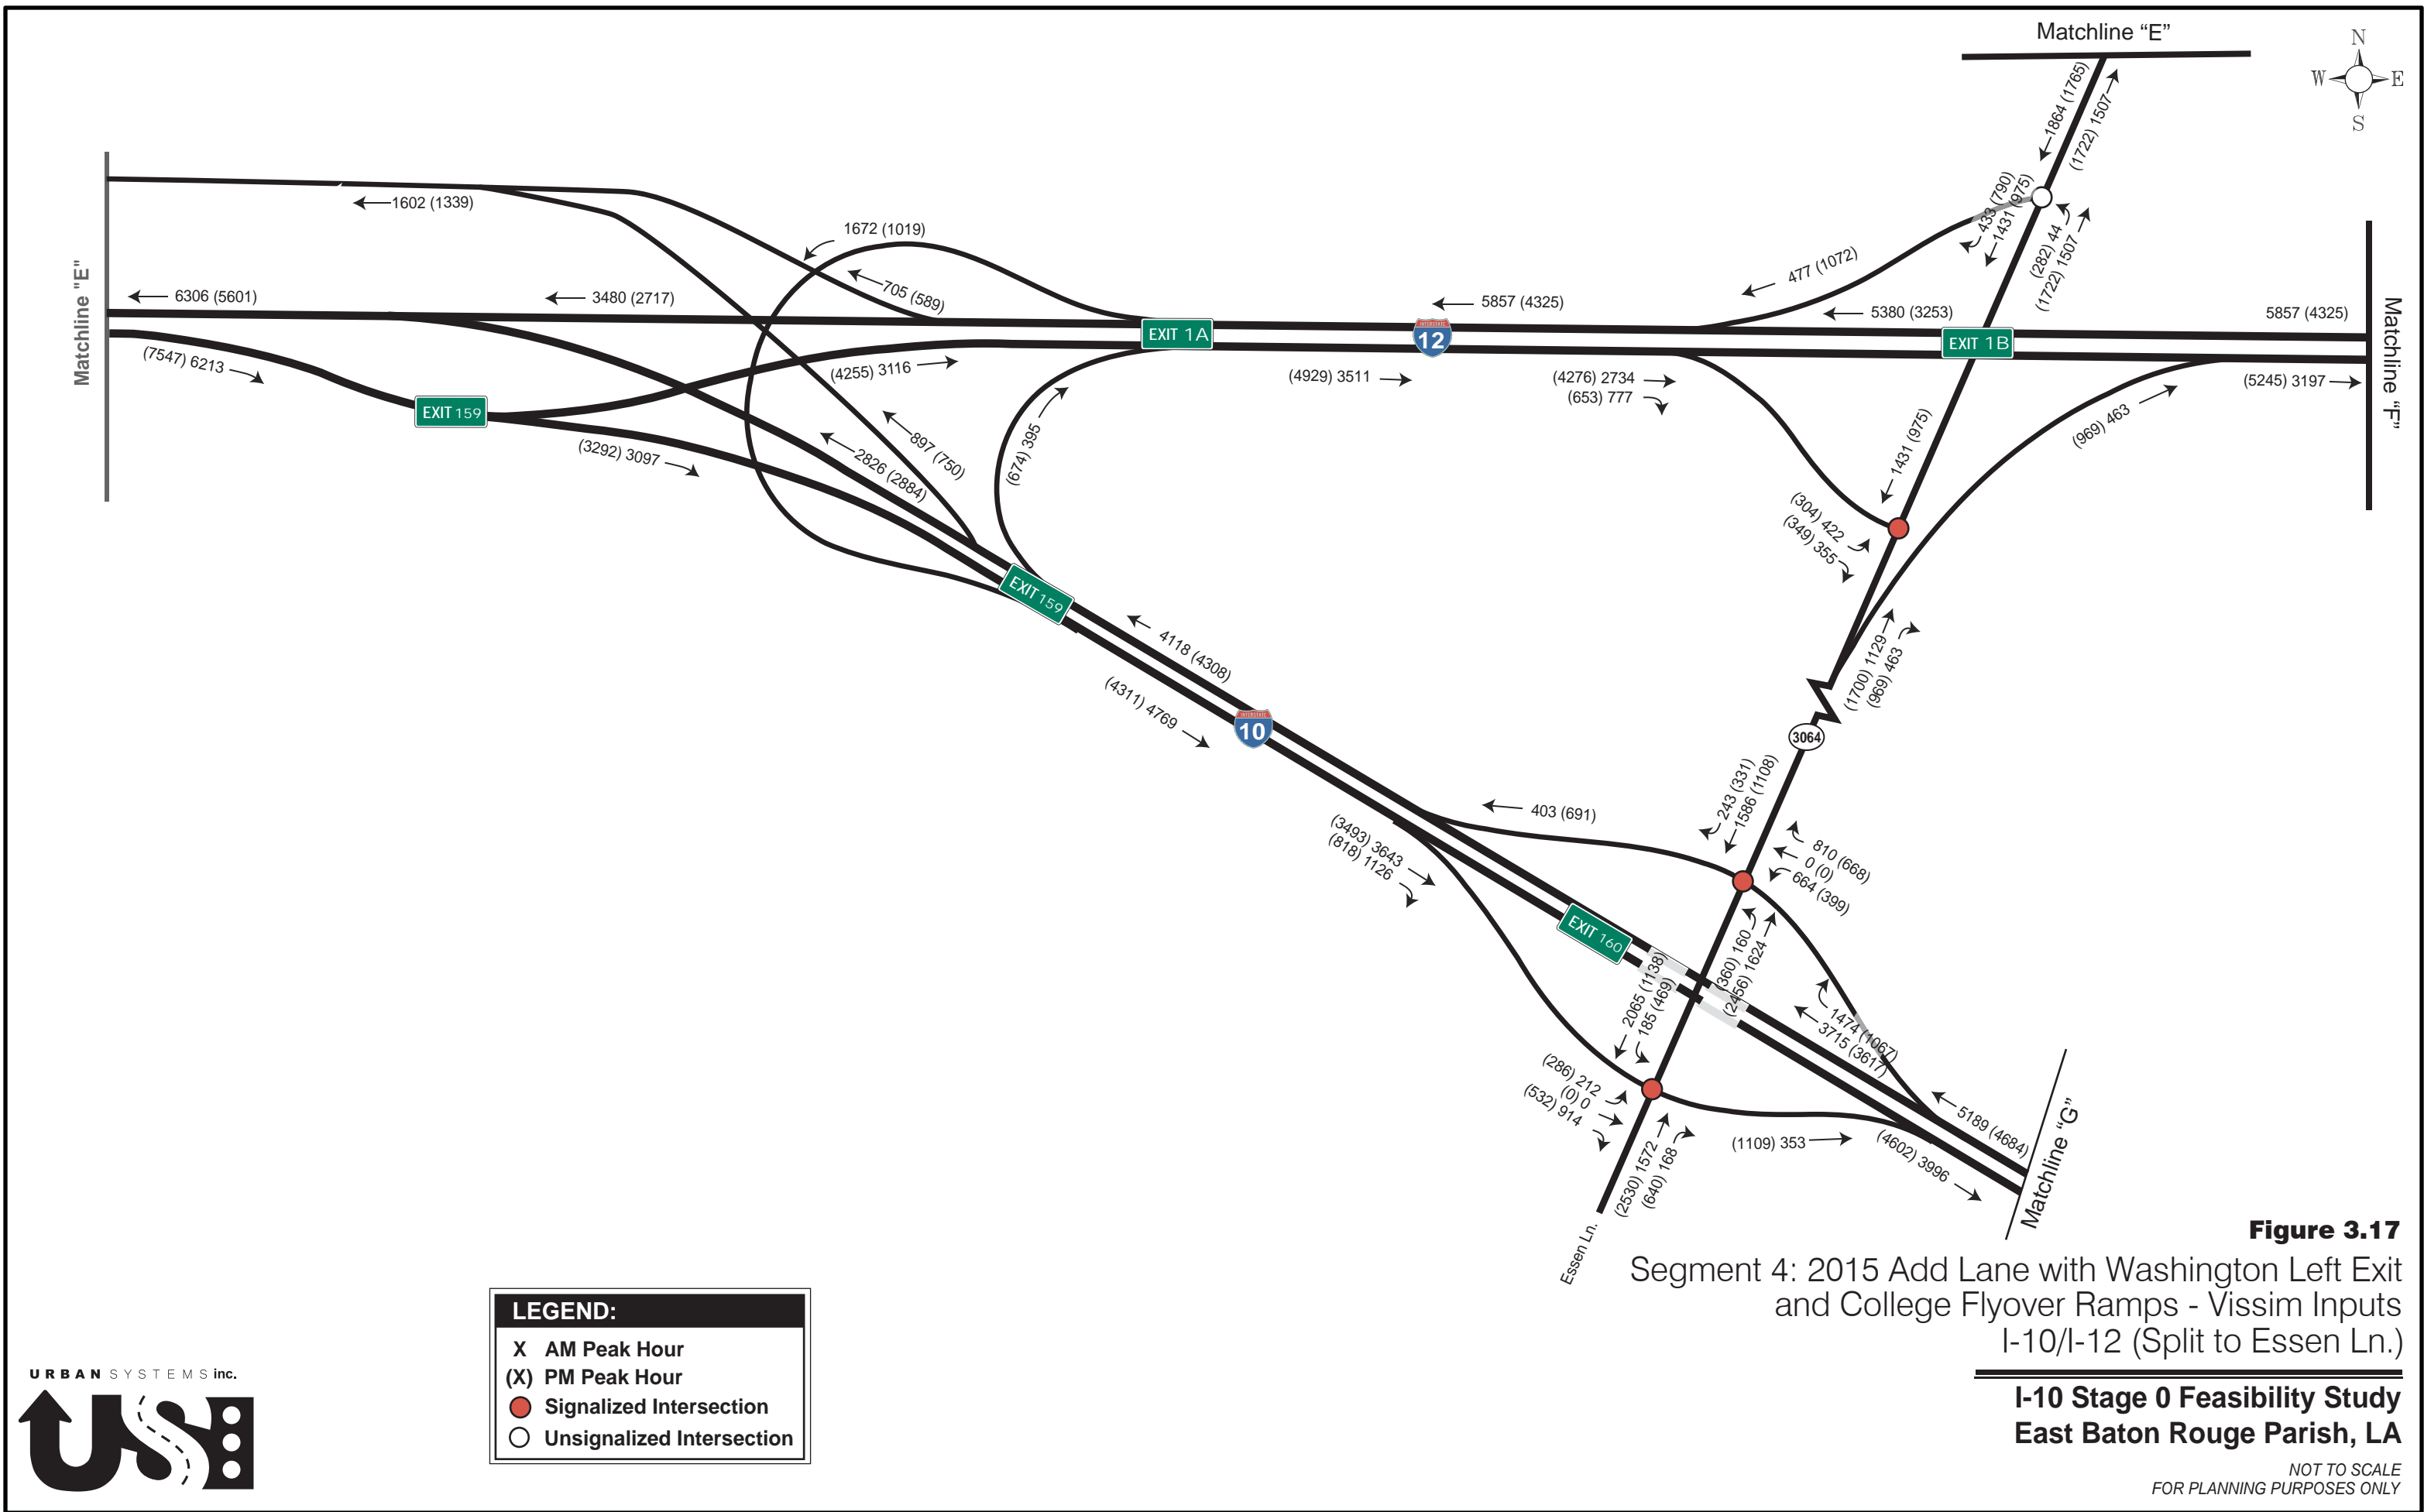 Matchline “E”
N
W E
S
1864 (1765)
(1722) 1507
433 (790)
1431 (975)
(282) 44
(1722) 1507
1602 (1339)
1672 (1019)
705 (589)
477 (1072)
Matchline "E"
6306 (5601)
3480 (2717)
5857 (4325)
5380 (3253)
5857 (4325)
EXIT 1A
INTERSTATE
12
EXIT 1B
Matchline “F”
(7547) 6213
(4255) 3116
(4929) 3511
(4276) 2734
(653) 777
(5245) 3197
EXIT 159
(3292) 3097
897 (750)
2826 (2884)
(674) 395
1431 (975)
(969) 463
(304) 422
(349) 355
EXIT 159
4118 (4308)
(4311) 4769
INTERSTATE
10
(1700) 1129
(969) 463
3064
243 (331)
1586 (1108)
403 (691)
810 (668)
0 (0)
664 (399)
(3493) 3643
(818) 1126
EXIT 160
(360) 160
(2456) 1624
2065 (1138)
185 (469)
1474 (1067)
3715 (3617)
(286) 212
(0) 0
(532) 914
(2530) 1572
(640) 168
(1109) 353
5189 (4684)
(4602) 3996
Matchline “G”
Essen Ln.
Figure 3.17
Segment 4: 2015 Add Lane with Washington Left Exit
and College Flyover Ramps - Vissim Inputs
I-10/I-12 (Split to Essen Ln.)
I-10 Stage 0 Feasibility Study
East Baton Rouge Parish, LA
NOT TO SCALE
FOR PLANNING PURPOSES ONLY
LEGEND:
X AM Peak Hour
(X) PM Peak Hour
Signalized Intersection
Unsignalized Intersection
URBAN SYSTEMS inc.
USI